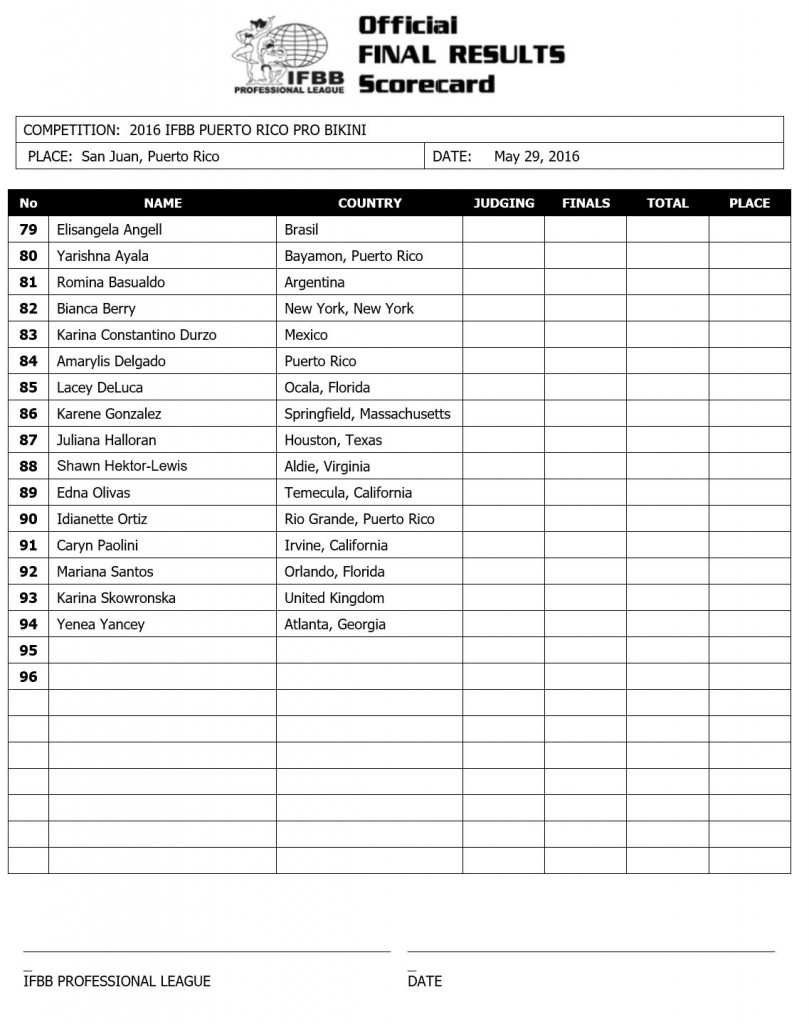 Official
FINAL RESULTS
Scorecard
IFBB
PROFESSIONAL LEAGUE
COMPETITION: 2016 IFBB PUERTO RICO PRO BIKINI
PLACE: San Juan, Puerto Rico DATE: May 29, 2016
No NAME COUNTRY JUDGING FINALS TOTAL PLACE
79 Elisangela Angell Brasil
80 Yarishna Ayala Bayamon, Puerto Rico
81 Romina Basualdo Argentina
82 Bianca Berry New York, New York
83 Karina Constantino Durzo Mexico
84 Amarylis Delgado Puerto Rico
85 Lacey DeLuca Ocala, Florida
86 Karene Gonzalez Springfield, Massachusetts
87 Juliana Halloran Houston, Texas
88 Shawn Hektor-Lewis Aldie, Virginia
89 Edna Olivas Temecula, California
90 Idianette Ortiz Rio Grande, Puerto Rico
91 Caryn Paolini Irvine, California
92 Mariana Santos Orlando, Florida
93 Karina Skowronska United Kingdom
94 Yenea Yancey Atlanta, Georgia
95
96
IFBB PROFESSIONAL LEAGUE DATE